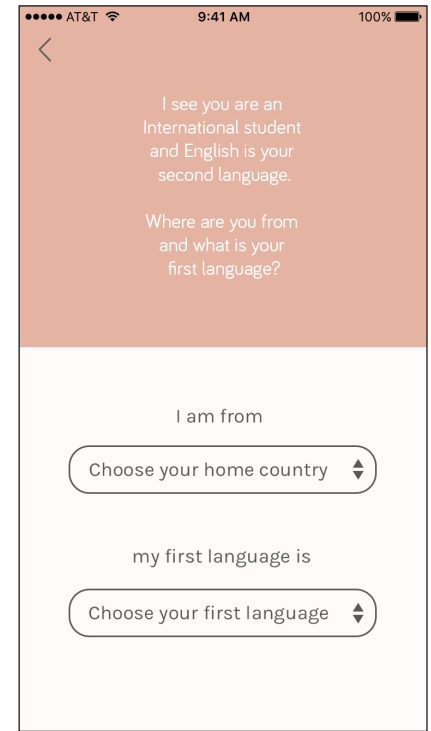 AT&T 9:41 AM 100%
I see you are an
International student
and English is your
second language.
Where are you from
and what is your
first language?
I am from
Choose your home country
my first language is
Choose your first language